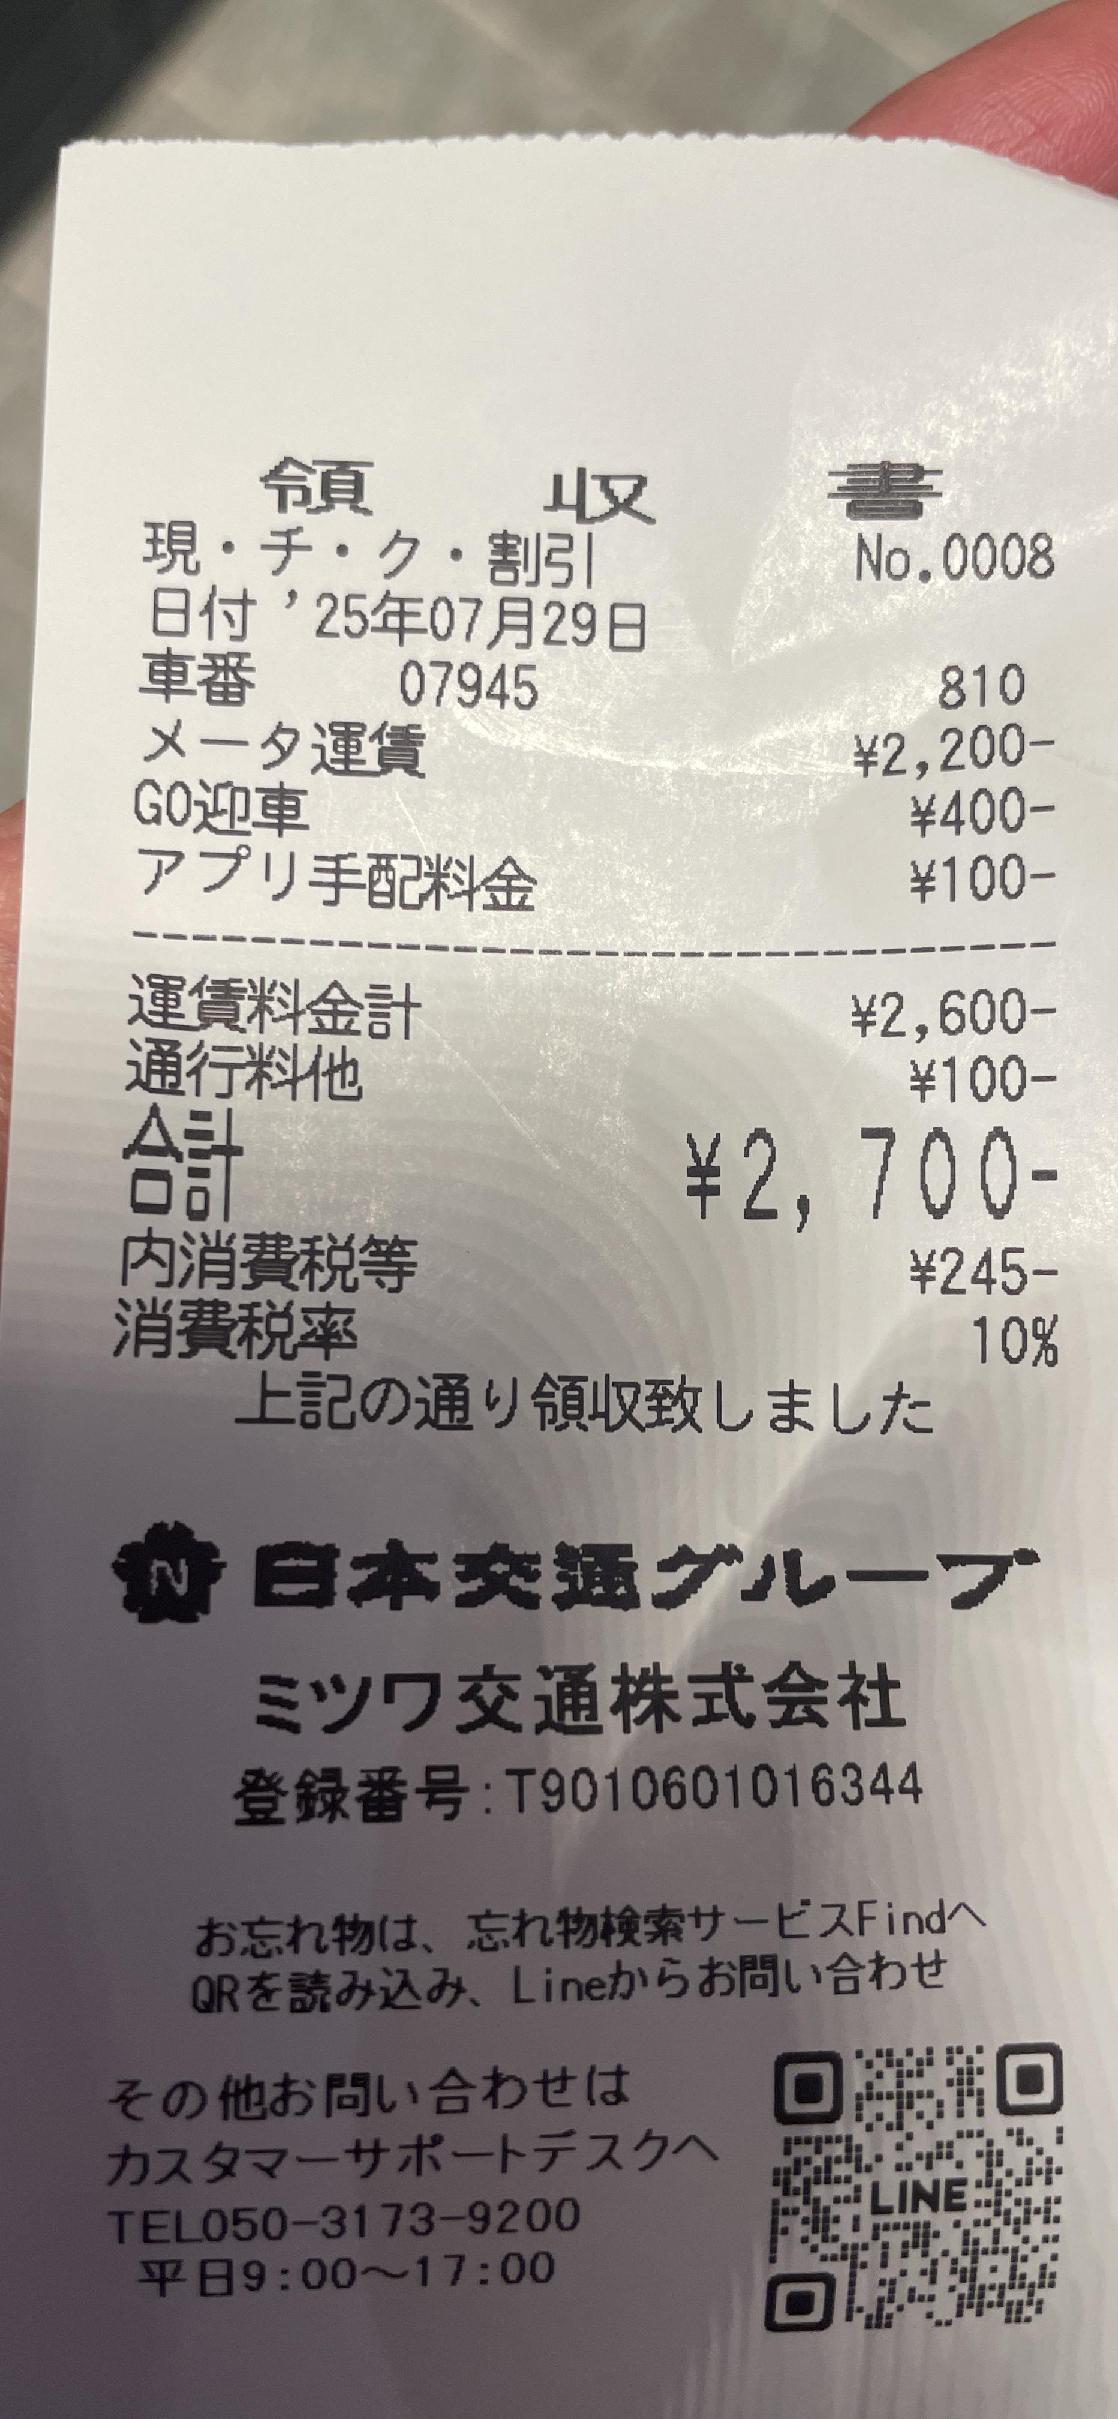 領収書
現・チ・ク・割引 No.0008
日付 '25年07月29日
車番 07945 810
メータ運賃 ¥2,200-
GO迎車 ¥400-
アプリ手配料金 ¥100-
運賃料金計 ¥2,600-
通行料他 ¥100-
合計 ¥2,700-
内消費税等 ¥245-
消費税率 10%
上記の通り領収致しました
N 日本交通グループ
ミツワ交通株式会社
登録番号:T9010601016344
お忘れ物は、忘れ物検索サービスFindへ
QRを読み込み、Lineからお問い合わせ
その他お問い合わせは
カスタマーサポートデスクへ
TEL050-3173-9200
平日9:00〜17:00
LINE